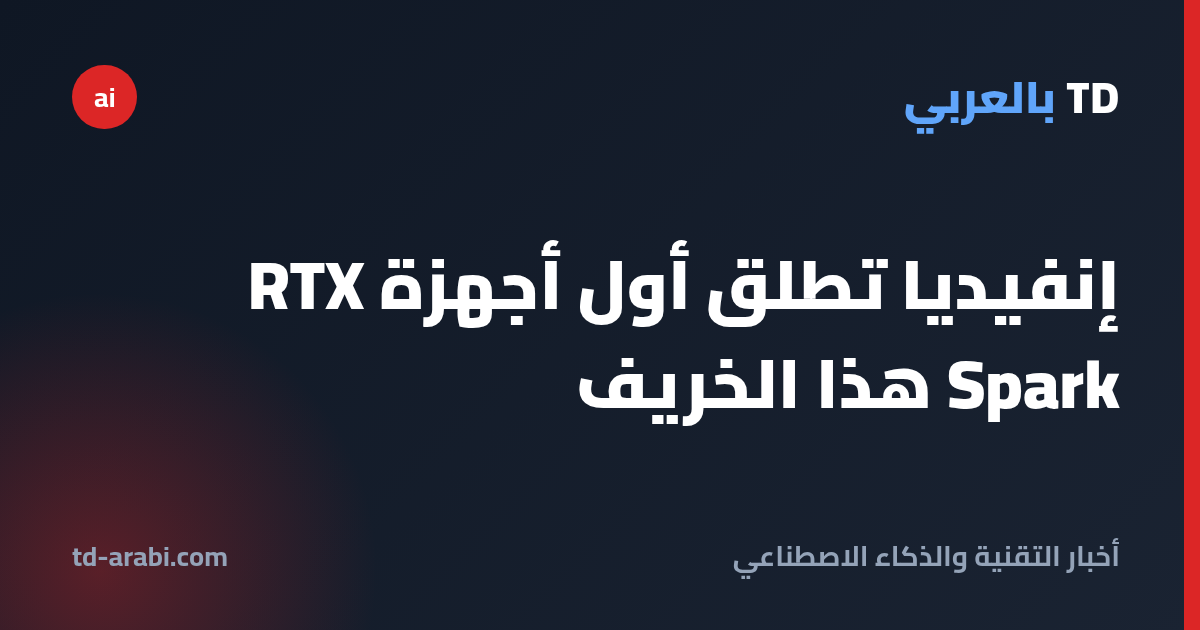 TD بالعربي
ai
إنفيديا تطلق أول أجهزة RTX
Spark هذا الخريف
أخبار التقنية والذكاء الاصطناعي
td-arabi.com